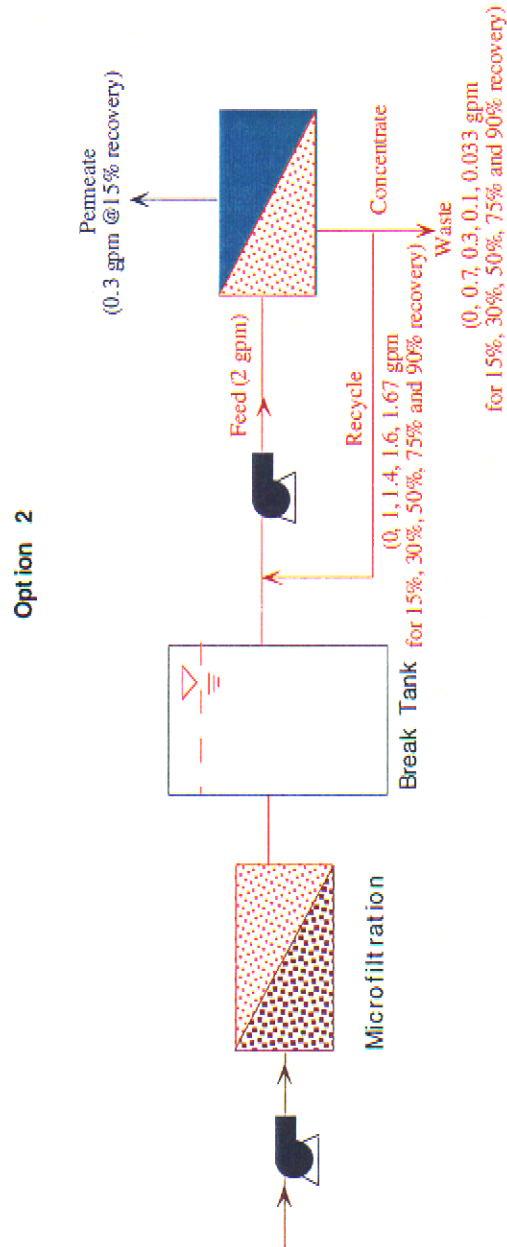 Option 2
Permeate
(0.3 gpm @15% recovery)
Feed (2 gpm)
Concentrate
Recycle
(0, 1, 1.4, 1.6, 1.67 gpm
for 15%, 30%, 50%, 75% and 90% recovery)
Waste
(0, 0.7, 0.3, 0.1, 0.033 gpm
for 15%, 30%, 50%, 75% and 90% recovery)
Break Tank
Microfiltration